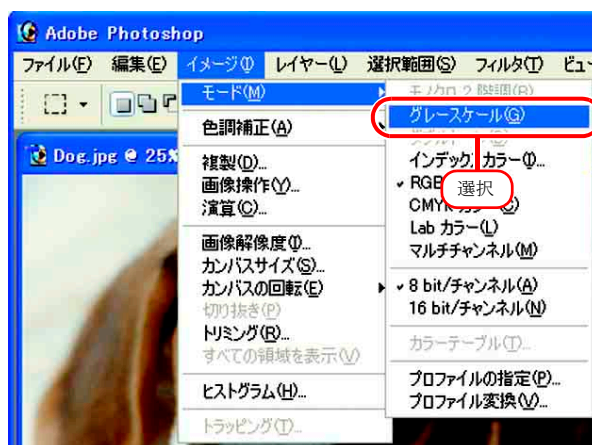 Adobe Photoshop
ファイル(F) 編集(E) イメージ(I) レイヤー(L) 選択範囲(S) フィルタ(T) ビュー
Dog.jpg @ 25%
モード(M)
色調補正(A)
複製(D)...
画像操作(Y)...
演算(C)...
画像解像度(I)...
カンバスサイズ(S)...
カンバスの回転(E)
切り抜き(P)
トリミング(R)...
すべての領域を表示(V)
ヒストグラム(H)...
トラッピング(T)...
モノクロ 2 階調(B)
グレースケール(G)
インデックスカラー(I)...
RGB
選択
CMYK カラー(C)
Lab カラー(L)
マルチチャンネル(M)
8 bit/チャンネル(A)
16 bit/チャンネル(N)
カラーテーブル(T)...
プロファイルの指定(P)...
プロファイル変換(V)...